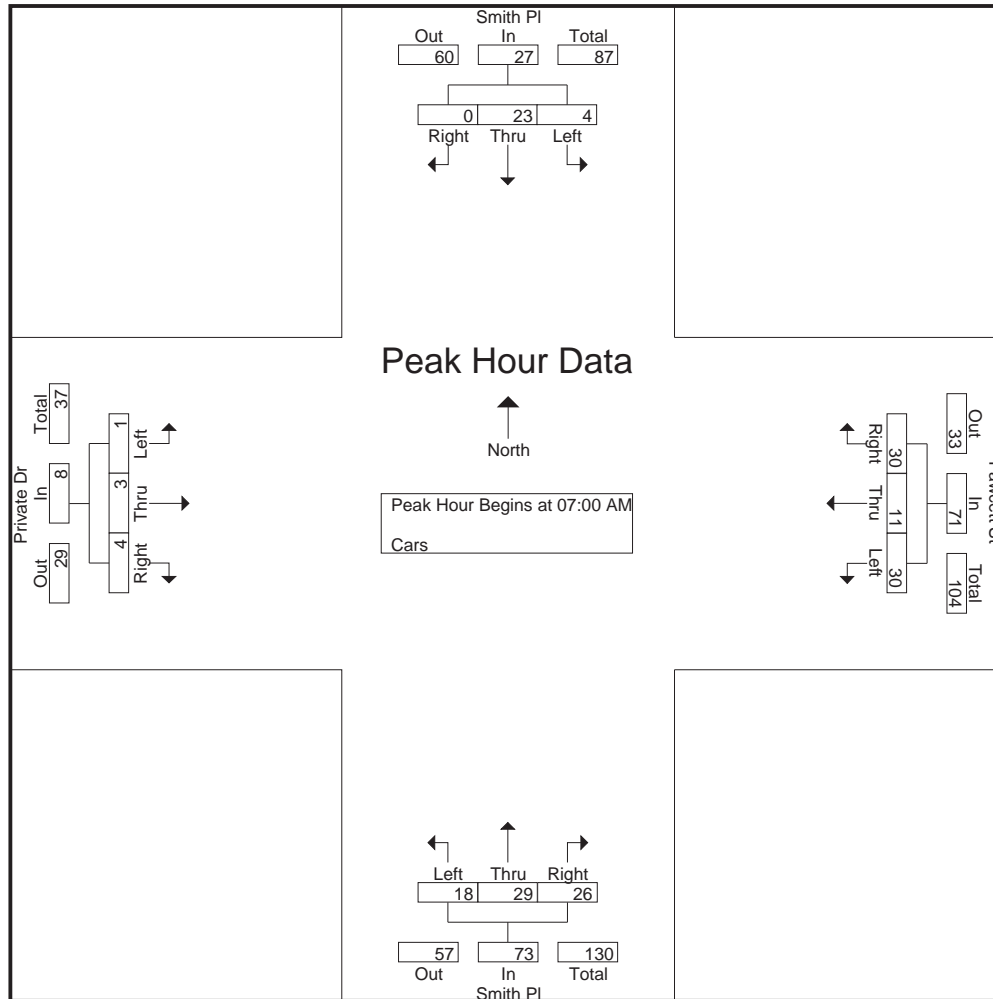 Smith Pl
Out In Total
60 27 87
0 23 4
Right Thru Left
Peak Hour Data
North
Peak Hour Begins at 07:00 AM
Cars
Private Dr
Total In Out
37 8 29
1 3 4
Left Thru Right
Out In Total
33 71 104
30 11 30
Right Thru Left
Left Thru Right
18 29 26
57 73 130
Out In Total
Smith Pl